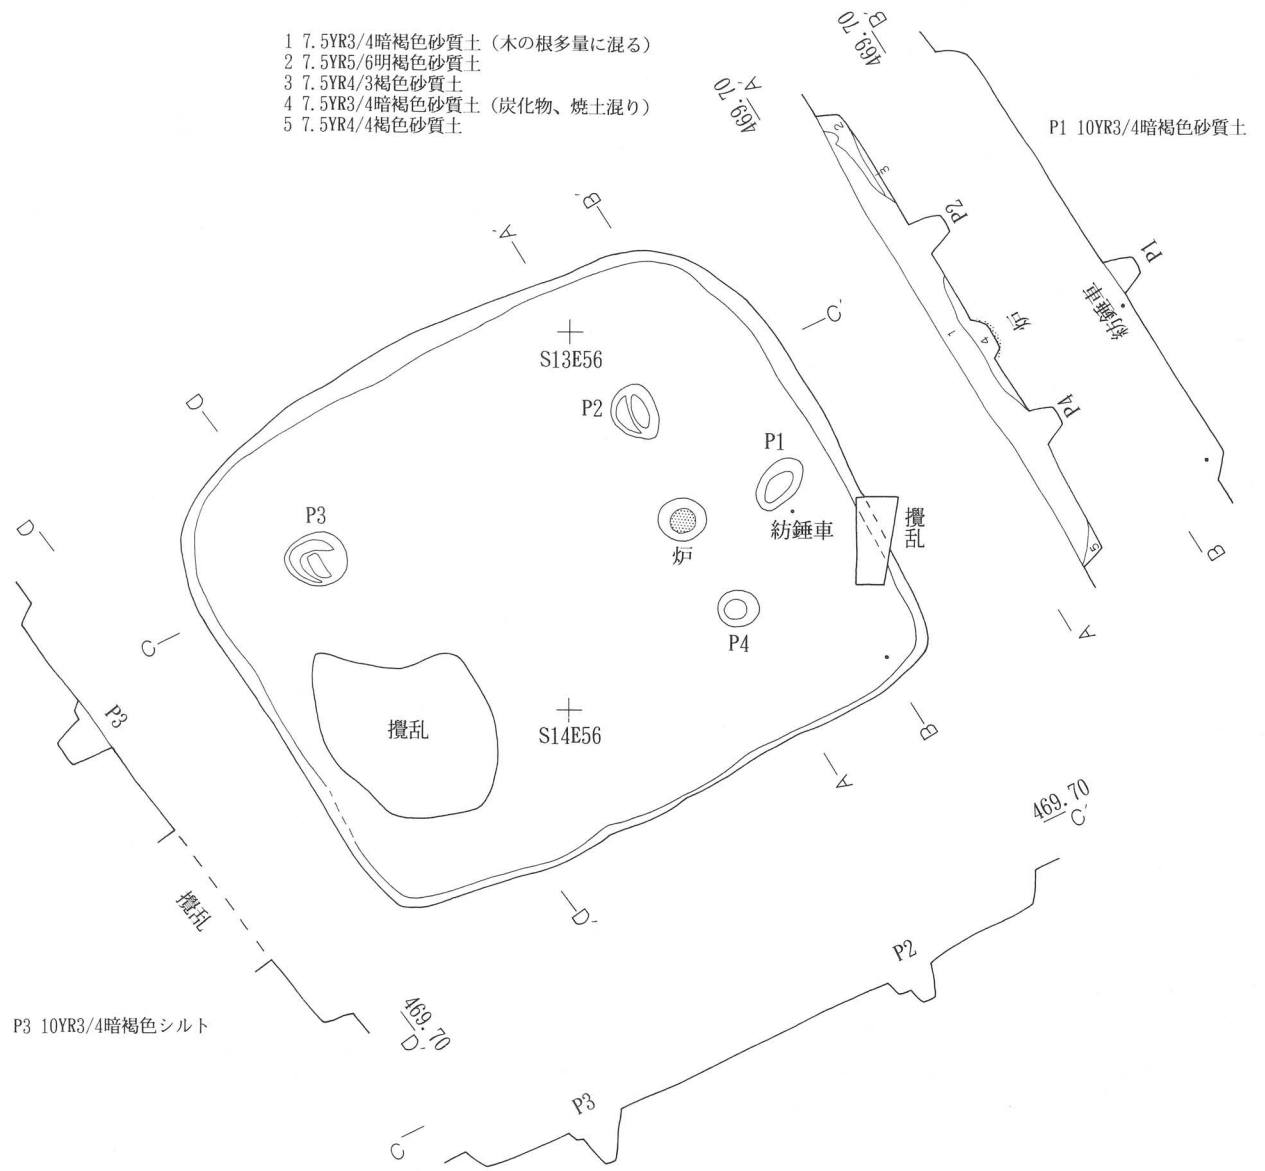 1 7.5YR3/4暗褐色砂質土（木の根多量に混る）
2 7.5YR5/6明褐色砂質土
3 7.5YR4/3褐色砂質土
4 7.5YR3/4暗褐色砂質土（炭化物、焼土混り）
5 7.5YR4/4褐色砂質土
469.70
B'
469.70
A'
P1 10YR3/4暗褐色砂質土
2
3
P2
P1
紡錘車
1
4
炉
P4
5
B
A
B'
A'
C'
S13E56
P2
P1
D
P3
炉
紡錘車
攪乱
P4
D
C
攪乱
S14E56
B
A
D'
P3
攪乱
469.70
C'
P2
P3 10YR3/4暗褐色シルト
469.70
D'
P3
C